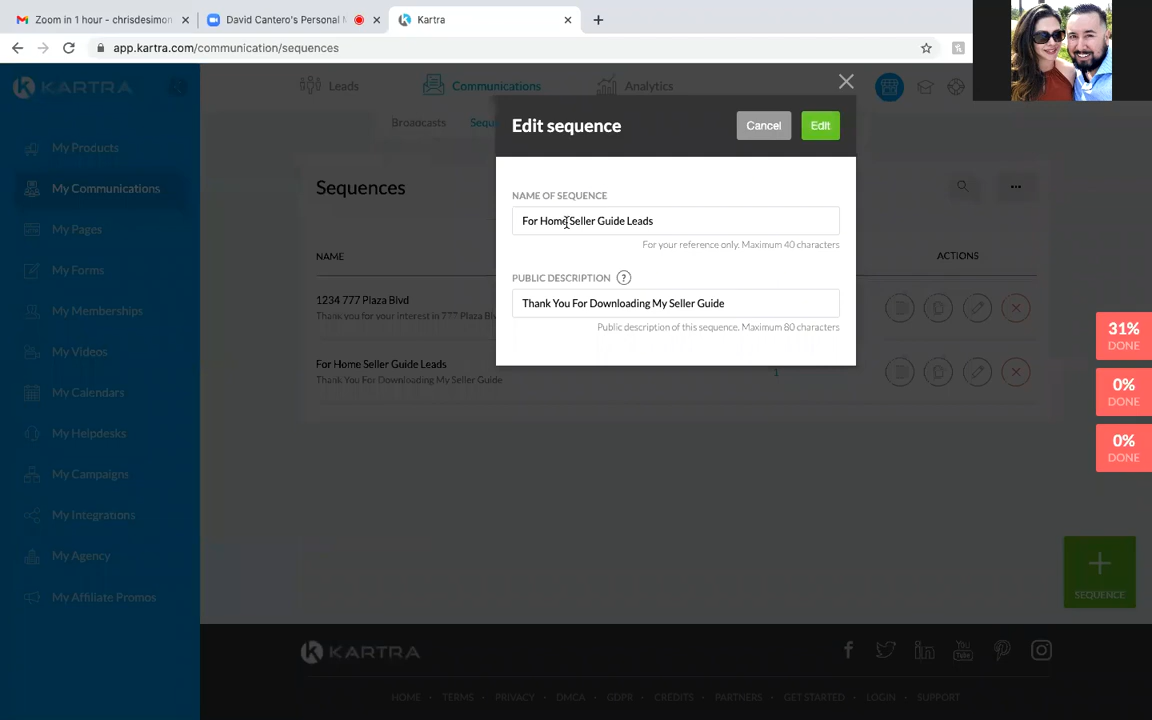 Zoom in 1 hour - chrisdesimon
David Cantero's Personal
Kartra
app.kartra.com/communication/sequences
KARTRA
Leads
Communications
Analytics
Broadcasts
Sequ
My Products
My Communications
My Pages
My Forms
My Memberships
My Videos
My Calendars
My Helpdesks
My Campaigns
My Integrations
My Agency
My Affiliate Promos
Sequences
NAME
ACTIONS
1234 777 Plaza Blvd
Thank you for your interest in 777 Plaza Blv
For Home Seller Guide Leads
Thank You For Downloading My Seller Guide
1
Edit sequence
Cancel
Edit
NAME OF SEQUENCE
For Home Seller Guide Leads
For your reference only. Maximum 40 characters
PUBLIC DESCRIPTION ?
Thank You For Downloading My Seller Guide
Public description of this sequence. Maximum 80 characters
31%
DONE
0%
DONE
0%
DONE
+
SEQUENCE
KARTRA
You Tube
HOME • TERMS • PRIVACY • DMCA • GDPR • CREDITS • PARTNERS • GET STARTED • LOGIN • SUPPORT